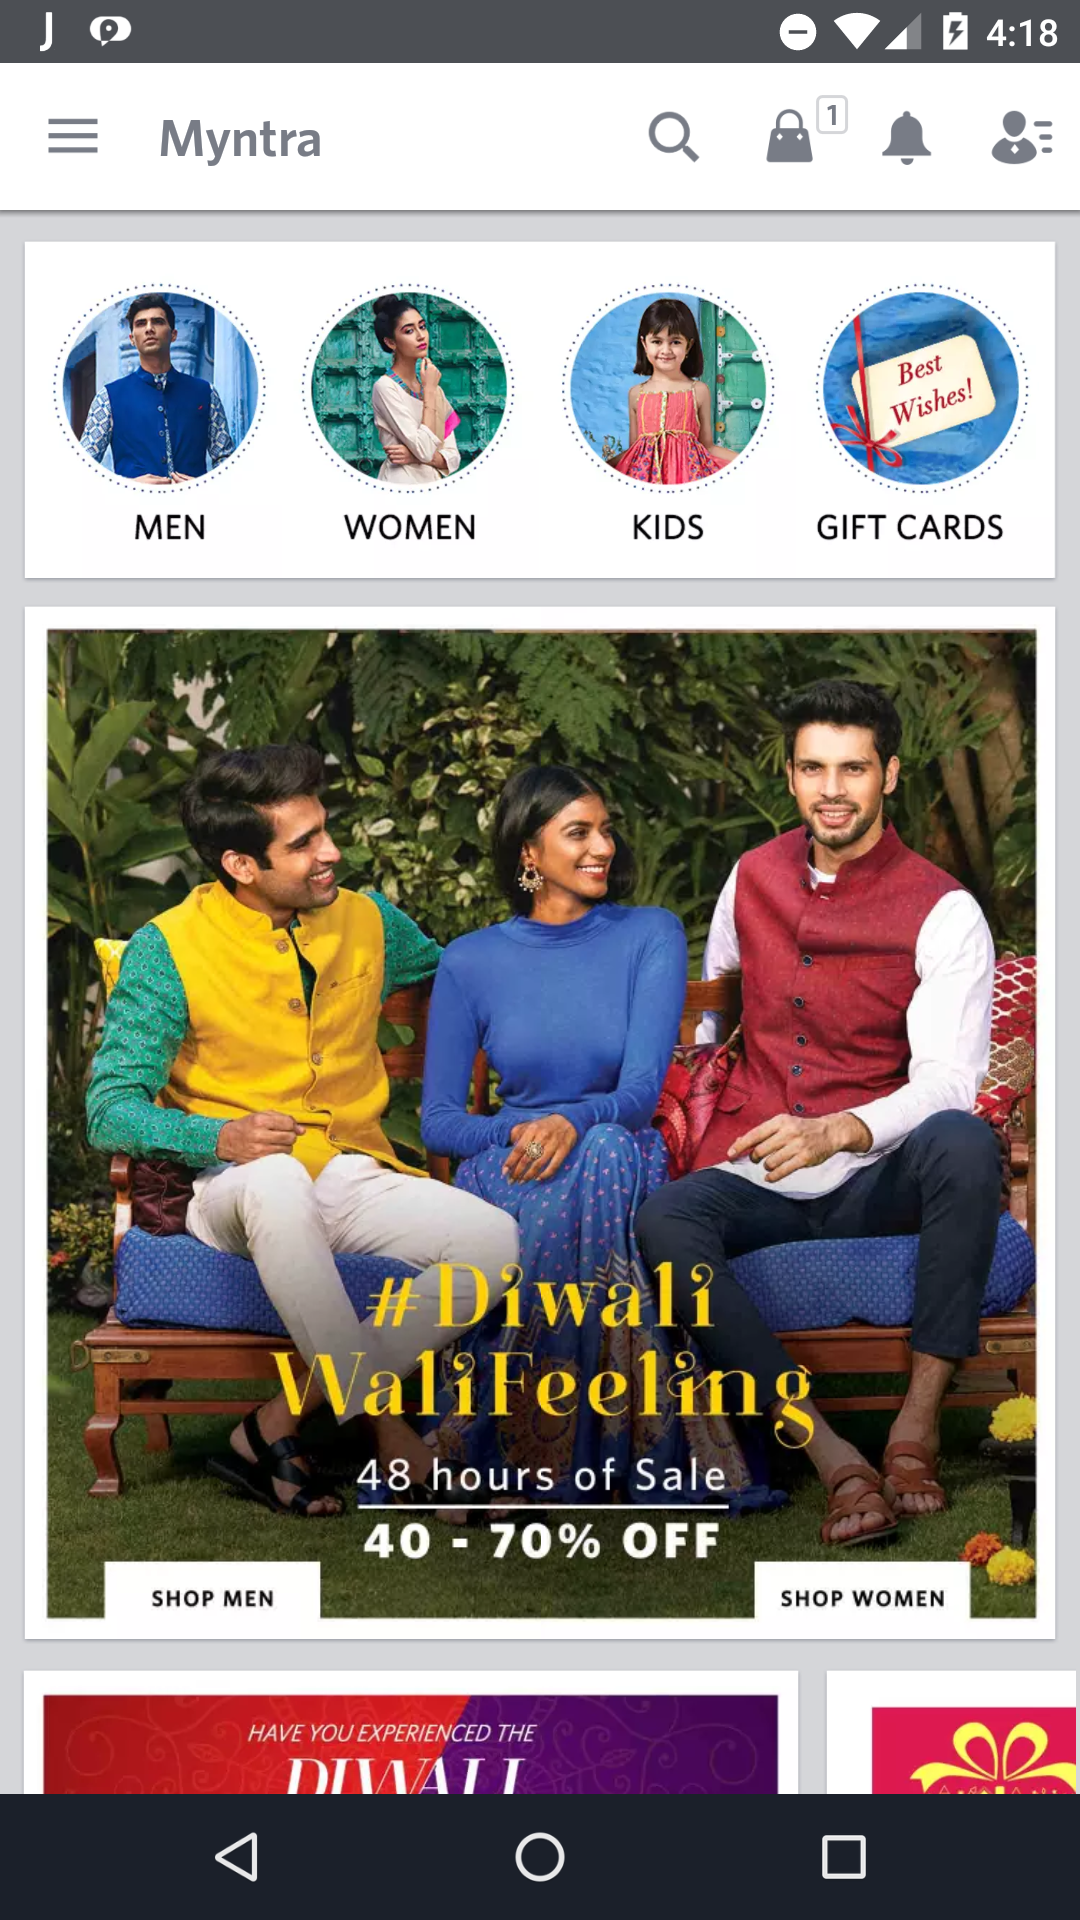 4:18
Myntra
1
Best
Wishes!
MEN
WOMEN
KIDS
GIFT CARDS
#Diwali
WaliFeeling
48 hours of Sale
40 - 70% OFF
SHOP MEN
SHOP WOMEN
HAVE YOU EXPERIENCED THE
DIWALI